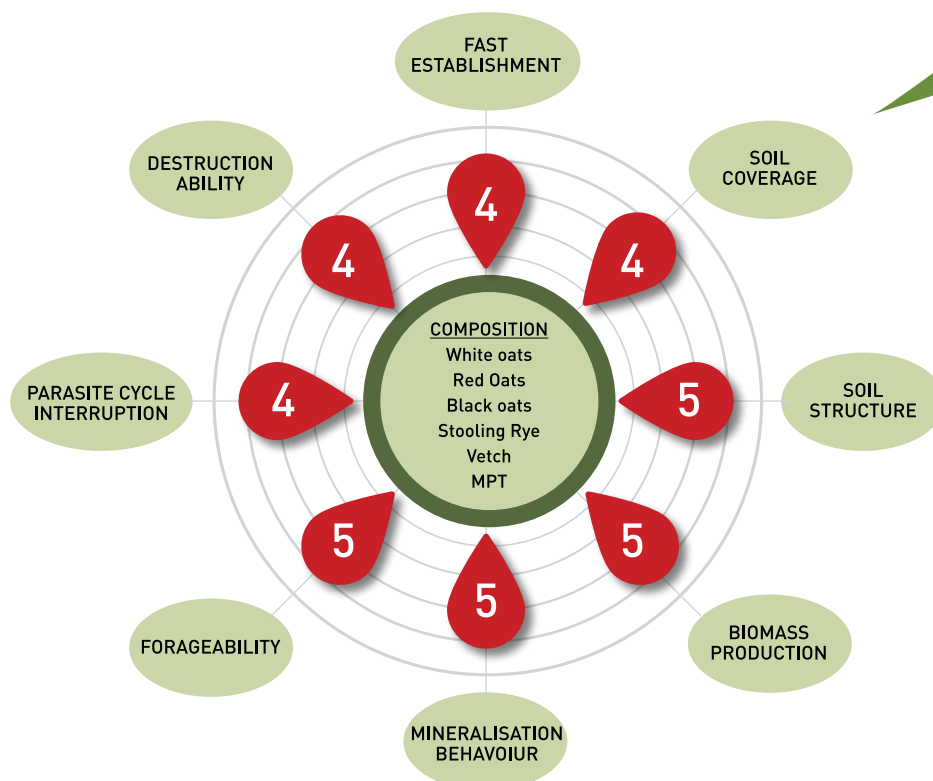 FAST
ESTABLISHMENT
DESTRUCTION
ABILITY
SOIL
COVERAGE
4
4
4
COMPOSITION
White oats
Red Oats
Black oats
Stooling Rye
Vetch
MPT
PARASITE CYCLE
INTERRUPTION
4
5
SOIL
STRUCTURE
5
5
5
FORAGEABILITY
BIOMASS
PRODUCTION
MINERALISATION
BEHAVOIUR